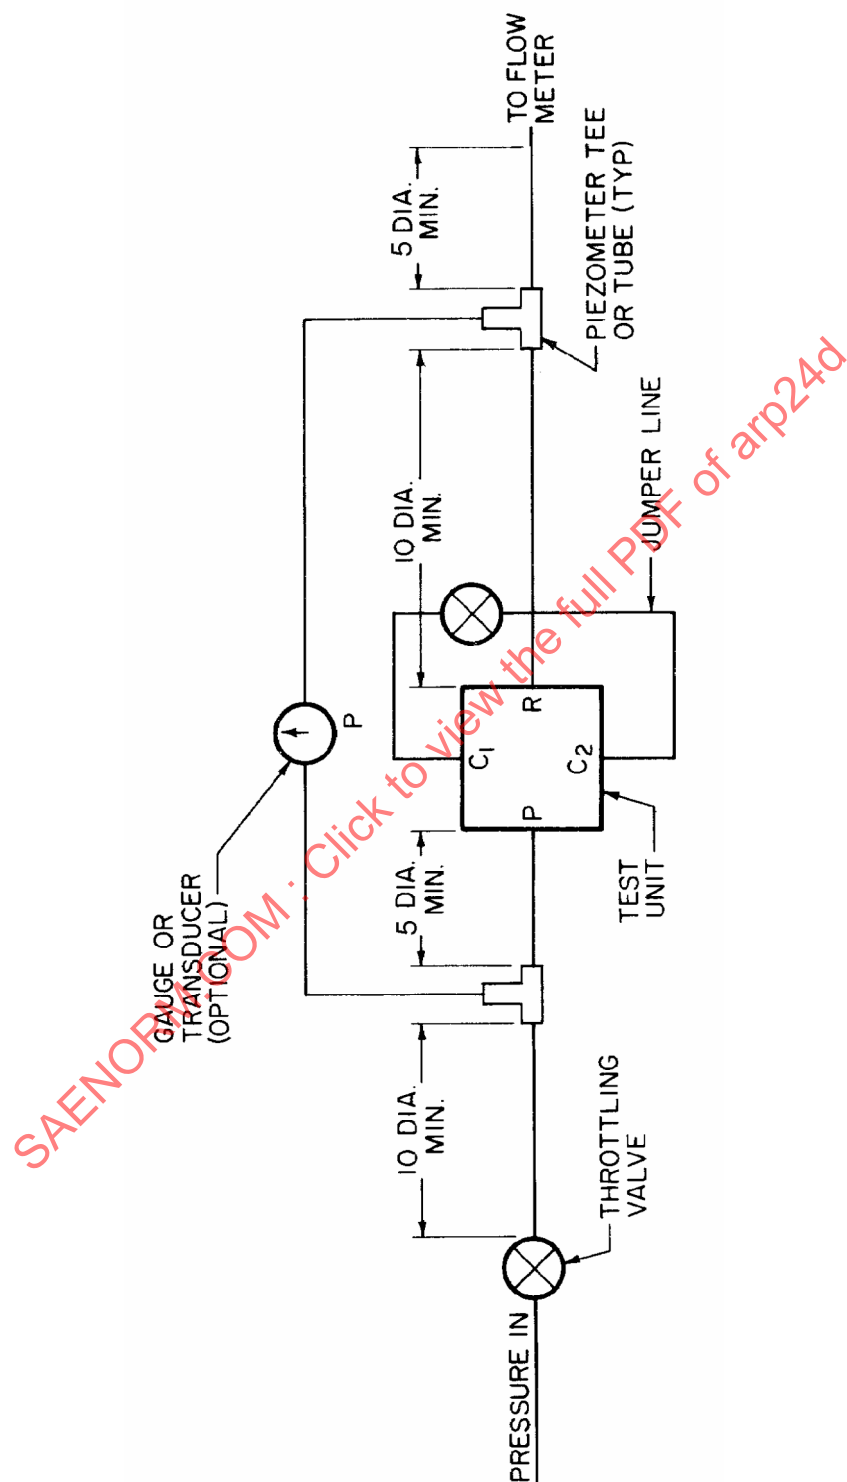 GAUGE OR
TRANSDUCER
(OPTIONAL)
P
10 DIA.
MIN.
5 DIA.
MIN.
10 DIA.
MIN.
5 DIA.
MIN.
PRESSURE IN
THROTTLING
VALVE
P
C1
C2
R
TEST
UNIT
JUMPER LINE
PIEZOMETER TEE
OR TUBE (TYP)
TO FLOW
METER
SAENORM.COM : Click to view the full PDF of arp24d